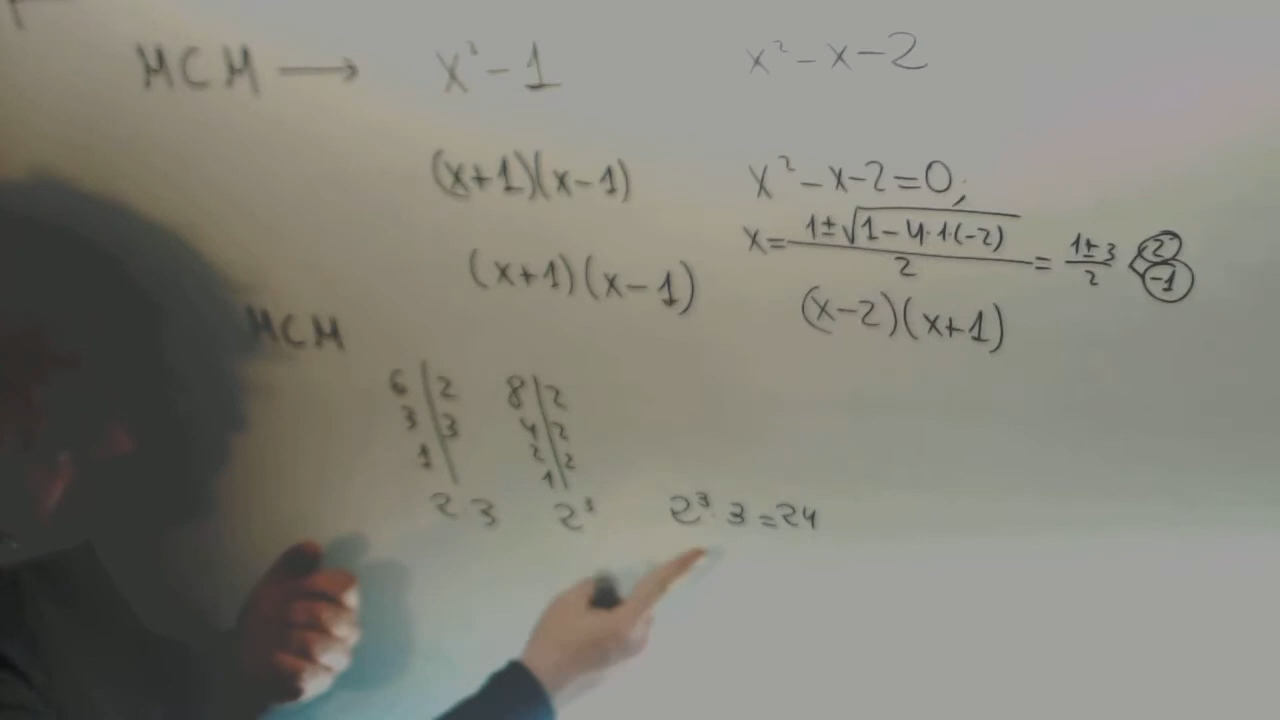 MCM → x² - 1 x² - x - 2
(x+1)(x-1) x² - x - 2 = 0;
x = (1±√(1-4·1·(-2)))/2 = (1±3)/2 < 2 -1
(x+1)(x-1) (x-2)(x+1)
MCM
6 | 2 8 | 2
3 | 3 4 | 2
1 | 2 | 2
1 |
2 3 2³ 2³·3=24